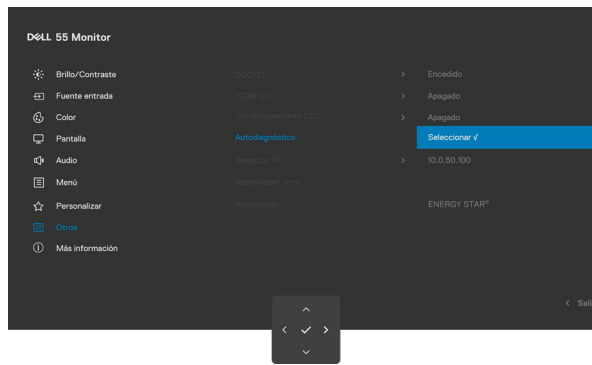 DELL 55 Monitor
Brillo/Contraste DDC/CI Encedido
Fuente entrada HDMI CEC Apagado
Color Condicionamiento LCD Apagado
Pantalla Autodiagnóstico Seleccionar √
Audio Dirección IP 10.0.50.100
Menú Restablecer otros
Personalizar Restablecer ENERGY STAR®
Otros
Más información
Sali